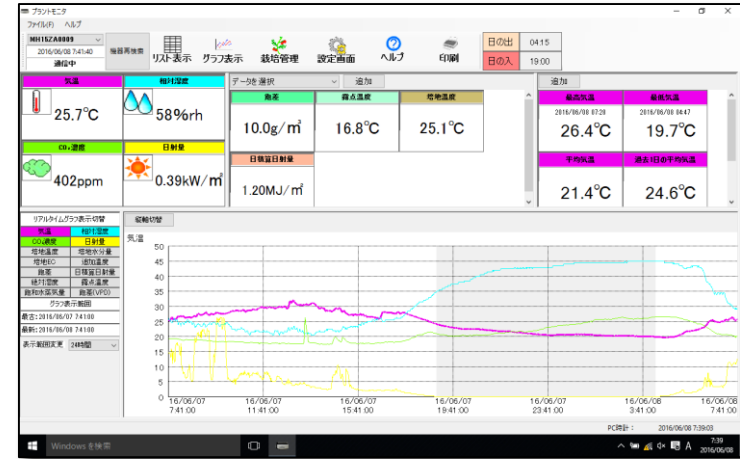 プラントモニタ
ファイル(F) ヘルプ
MH15ZA0009
2016/06/08 7:41:40
通信中
機器再検索
リスト表示 グラフ表示 栽培管理 設定画面 ヘルプ 印刷
日の出 04:15
日の入 19:00
気温 相対湿度
25.7℃ 58%rh
CO₂濃度 日射量
402ppm 0.39kW/㎡
データを選択 追加
飽差 露点温度 培地温度
10.0g/㎥ 16.8℃ 25.1℃
日積算日射量
1.20MJ/㎡
追加
最高気温 最低気温
2016/06/08 07:28 2016/06/08 04:47
26.4℃ 19.7℃
平均気温 過去1日の平均気温
21.4℃ 24.6℃
リアルタイムグラフ表示切替
気温 相対湿度
CO₂濃度 日射量
培地温度 培地水分量
培地EC 追加温度
飽差 日積算日射量
絶対湿度 露点温度
飽和水蒸気量 飽差(VPD)
グラフ表示範囲
最古:2016/06/07 7:41:00
最新:2016/06/08 7:41:00
表示範囲変更 24時間
縦軸切替
気温
50
45
40
35
30
25
20
15
10
5
0
16/06/07 16/06/07 16/06/07 16/06/07 16/06/07 16/06/08 16/06/08
7:41:00 11:41:00 15:41:00 19:41:00 23:41:00 3:41:00 7:41:00
PC時計: 2016/06/08 7:39:03
Windows を検索
A
7:39
2016/06/08